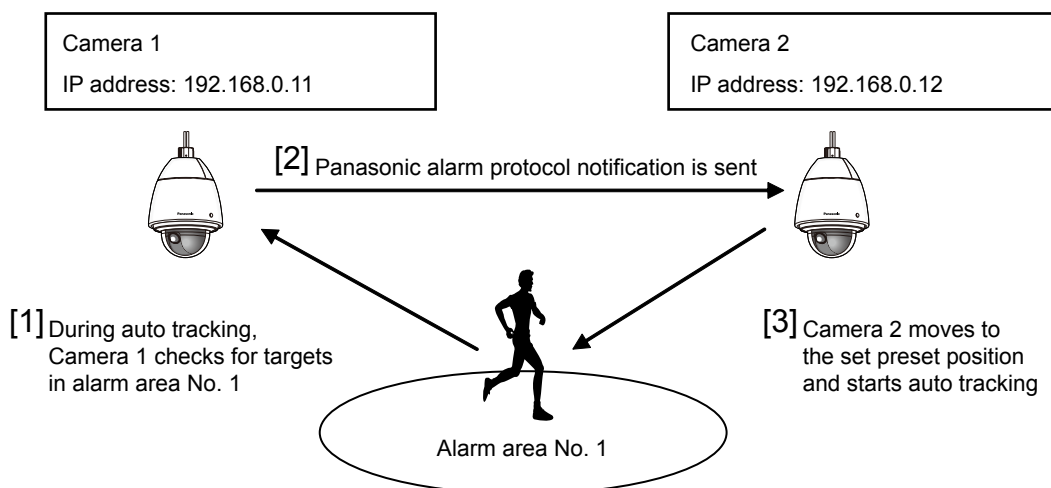 Camera 1
IP address: 192.168.0.11
Camera 2
IP address: 192.168.0.12
[2] Panasonic alarm protocol notification is sent
Panasonic
Panasonic
[1] During auto tracking,
Camera 1 checks for targets
in alarm area No. 1
[3] Camera 2 moves to
the set preset position
and starts auto tracking
Alarm area No. 1